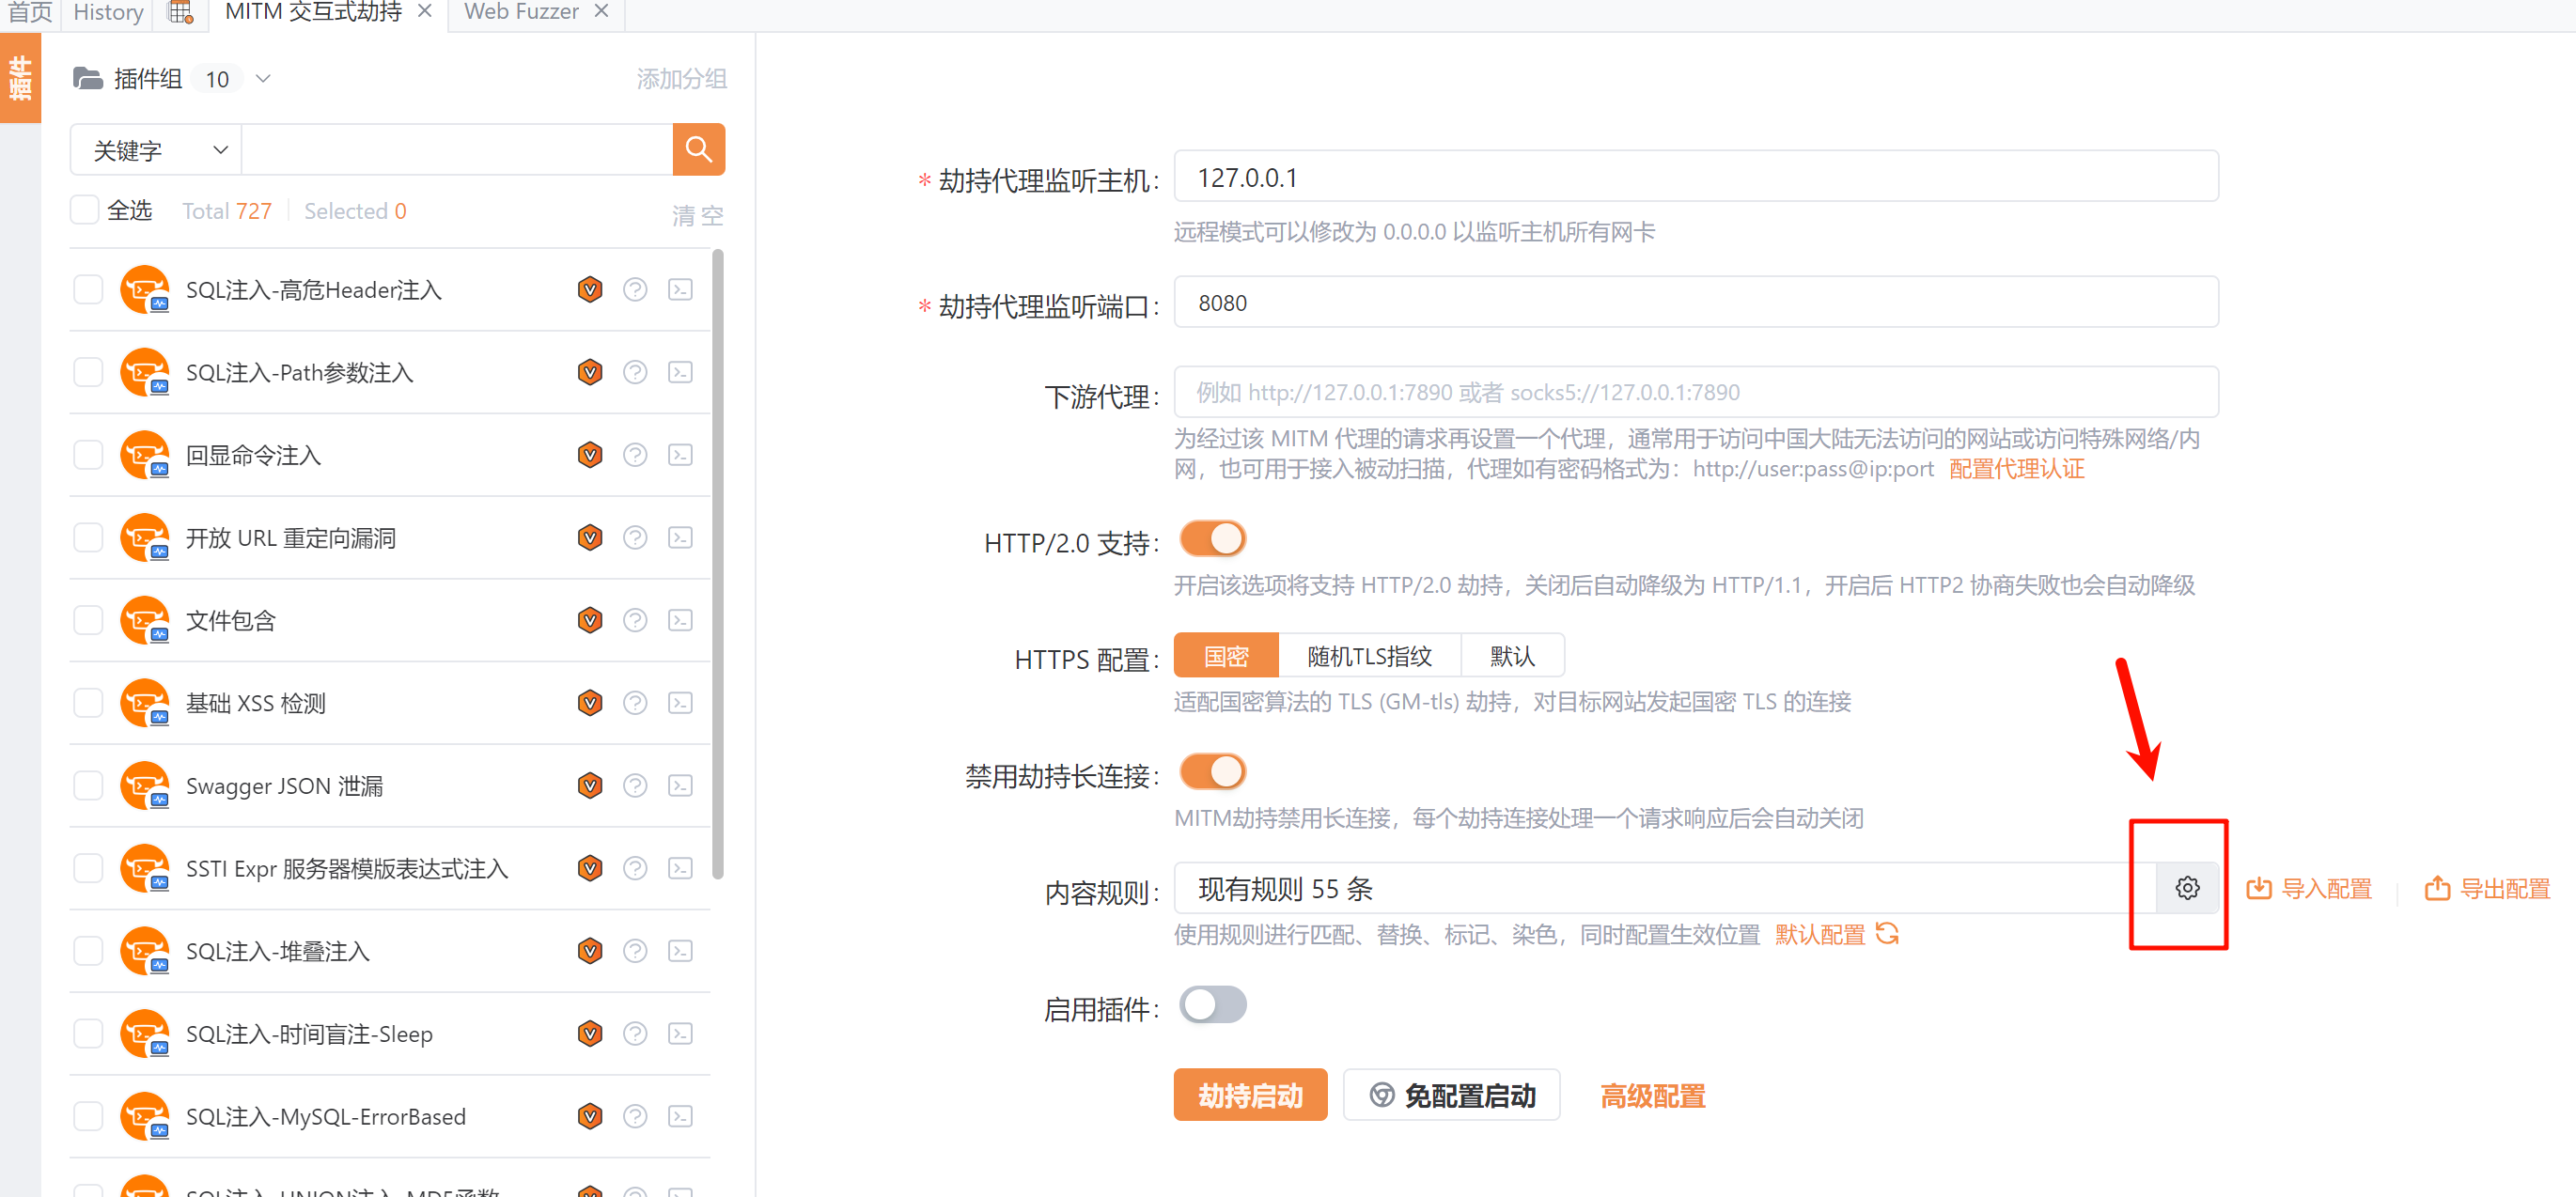 首页
History
MITM 交互式劫持
Web Fuzzer
插件
插件组 10
添加分组
关键字
全选 Total 727 Selected 0
清 空
SQL注入-高危Header注入
SQL注入-Path参数注入
回显命令注入
开放 URL 重定向漏洞
文件包含
基础 XSS 检测
Swagger JSON 泄漏
SSTI Expr 服务器模版表达式注入
SQL注入-堆叠注入
SQL注入-时间盲注-Sleep
SQL注入-MySQL-ErrorBased
SQL注入-UNION注入-MD5函数
* 劫持代理监听主机: 127.0.0.1
远程模式可以修改为 0.0.0.0 以监听主机所有网卡
* 劫持代理监听端口: 8080
下游代理: 例如 http://127.0.0.1:7890 或者 socks5://127.0.0.1:7890
为经过该 MITM 代理的请求再设置一个代理，通常用于访问中国大陆无法访问的网站或访问特殊网络/内
网，也可用于接入被动扫描，代理如有密码格式为：http://user:pass@ip:port 配置代理认证
HTTP/2.0 支持:
开启该选项将支持 HTTP/2.0 劫持，关闭后自动降级为 HTTP/1.1，开启后 HTTP2 协商失败也会自动降级
HTTPS 配置: 国密 随机TLS指纹 默认
适配国密算法的 TLS (GM-tls) 劫持，对目标网站发起国密 TLS 的连接
禁用劫持长连接:
MITM劫持禁用长连接，每个劫持连接处理一个请求响应后会自动关闭
内容规则: 现有规则 55 条
导入配置
导出配置
使用规则进行匹配、替换、标记、染色，同时配置生效位置 默认配置
启用插件:
劫持启动
免配置启动
高级配置